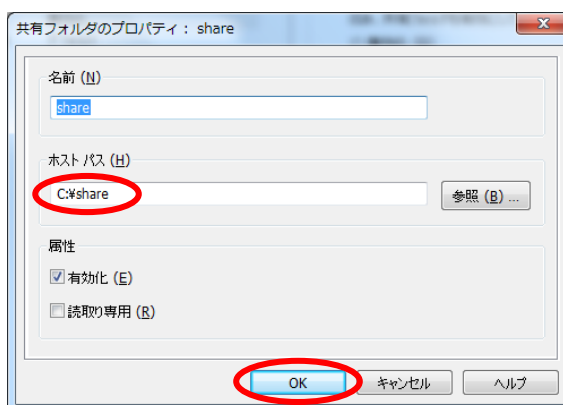 共有フォルダのプロパティ： share
名前 (N)
share
ホスト パス (H)
C:¥share
参照 (B) ...
属性
有効化 (E)
読取り専用 (R)
OK
キャンセル
ヘルプ